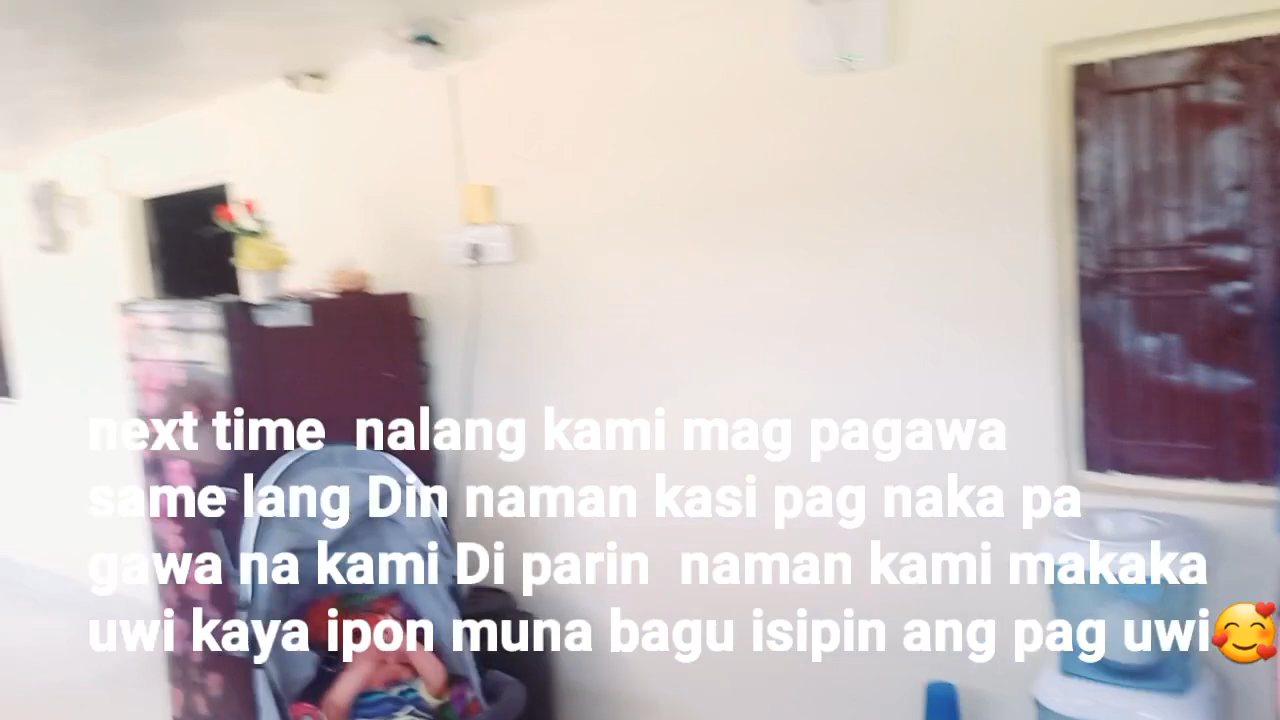 next time nalang kami mag pagawa
same lang Din naman kasi pag naka pa
gawa na kami Di parin naman kami makaka
uwi kaya ipon muna bagu isipin ang pag uwi🥰